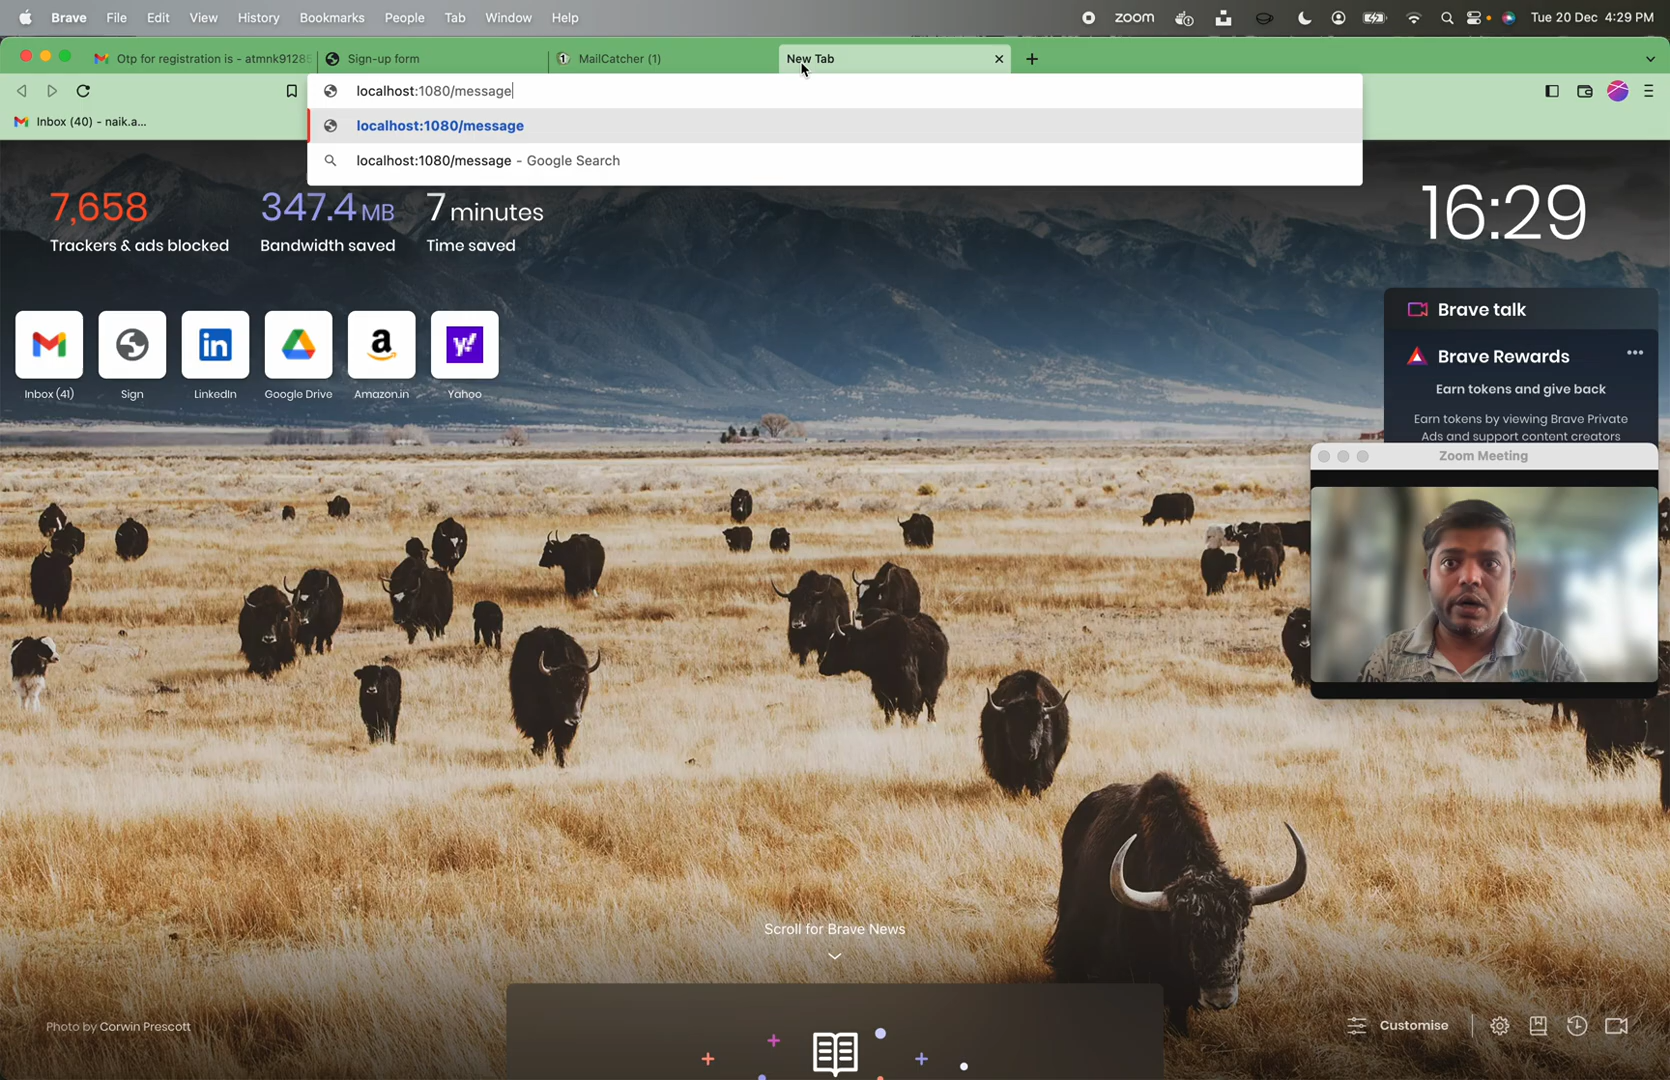 Brave File Edit View History Bookmarks People Tab Window Help zoom Tue 20 Dec 4:29 PM
Otp for registration is - atmnk9128 Sign-up form MailCatcher (1) New Tab
localhost:1080/message
Inbox (40) - naik.a...
localhost:1080/message
localhost:1080/message - Google Search
7,658 347.4 MB 7 minutes
Trackers & ads blocked Bandwidth saved Time saved
16:29
Brave talk
Brave Rewards
Earn tokens and give back
Earn tokens by viewing Brave Private
Ads and support content creators
Inbox (41) Sign LinkedIn Google Drive Amazon.in Yahoo
Zoom Meeting
Scroll for Brave News
Photo by Corwin Prescott
Customise